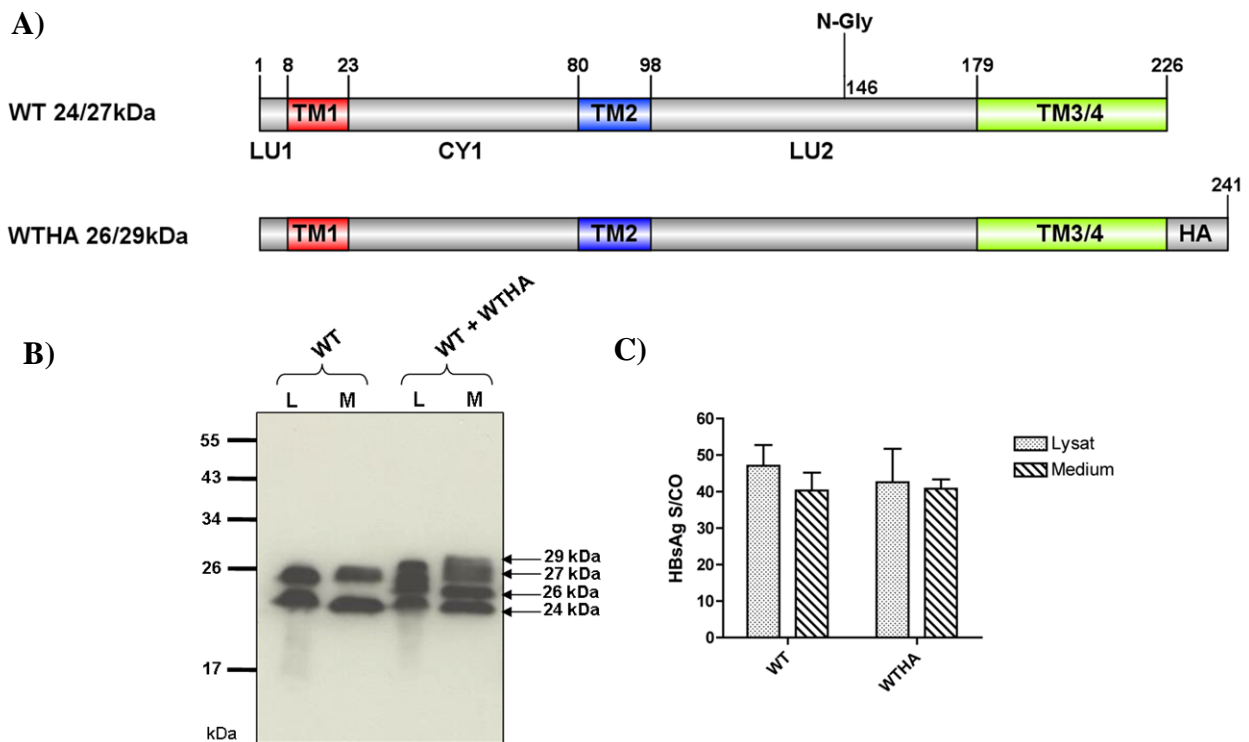 A)
N-Gly
1 8 23 80 98 146 179 226
WT 24/27kDa
TM1 TM2 TM3/4
LU1 CY1 LU2
241
WTHA 26/29kDa
TM1 TM2 TM3/4 HA
B)
WT WT + WTHA
L M L M
55
43
34
26
17
kDa
29 kDa
27 kDa
26 kDa
24 kDa
C)
HBsAg S/CO
60
50
40
30
20
10
0
WT WTHA
Lysat
Medium